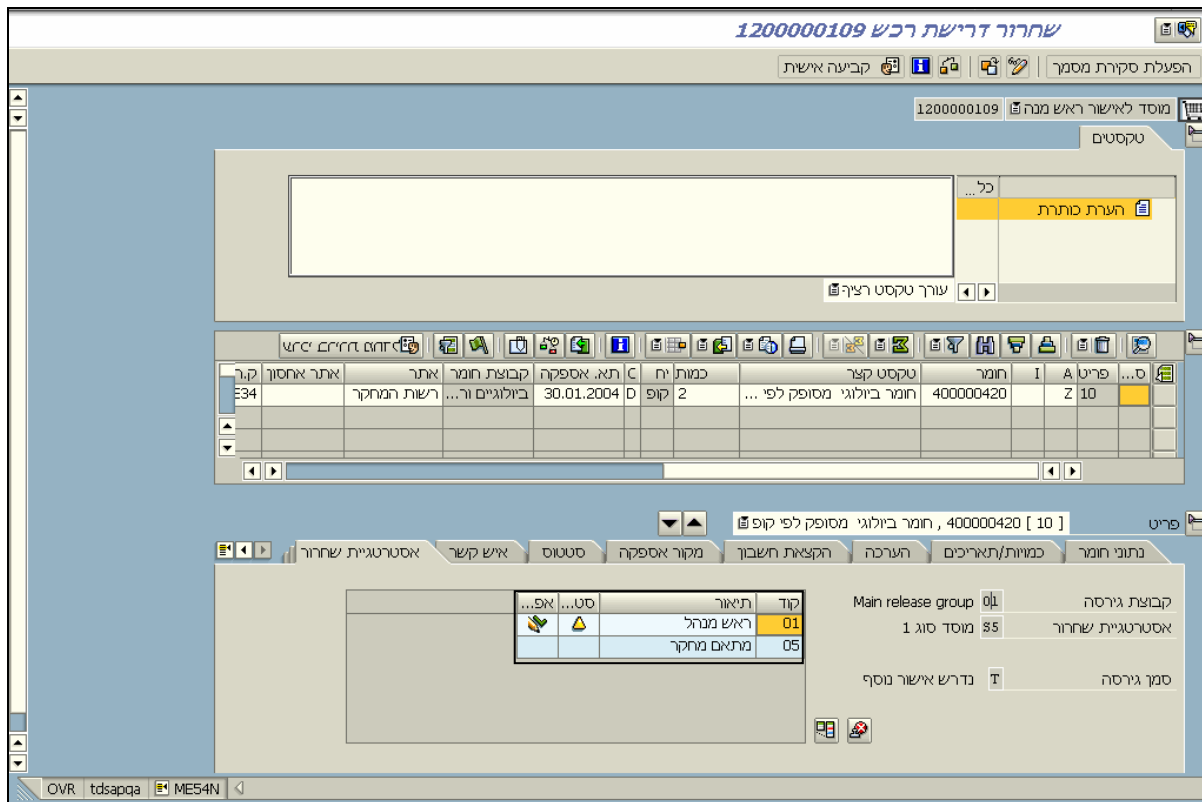 שחרור דרישת רכש 1200000109
הפעלת סקירת מסמך קביעה אישית
מוסד לאישור ראש מנה 1200000109
טקסטים
כל...
הערת כותרת
עורך טקסט רציף
ס... פריט A I חומר טקסט קצר כמות יח C תא. אספקה קבוצת חומר אתר אתר אחסון ק.ר
10 Z 400000420 חומר ביולוגי מסופק לפי ... 2 קופ D 30.01.2004 ביולוגיים ור... רשות המחקר E34
פריט [ 10 ] 400000420 , חומר ביולוגי מסופק לפי קופ
נתוני חומר כמויות/תאריכים הערכה הקצאת חשבון מקור אספקה סטטוס איש קשר אסטרטגיית שחרור
קוד תיאור סט... אפ...
קבוצת גירסה 01 Main release group
01 ראש מנהל
אסטרטגיית שחרור S5 מוסד סוג 1
05 מתאם מחקר
סמן גירסה T נדרש אישור נוסף
OVR tdsapqa ME54N